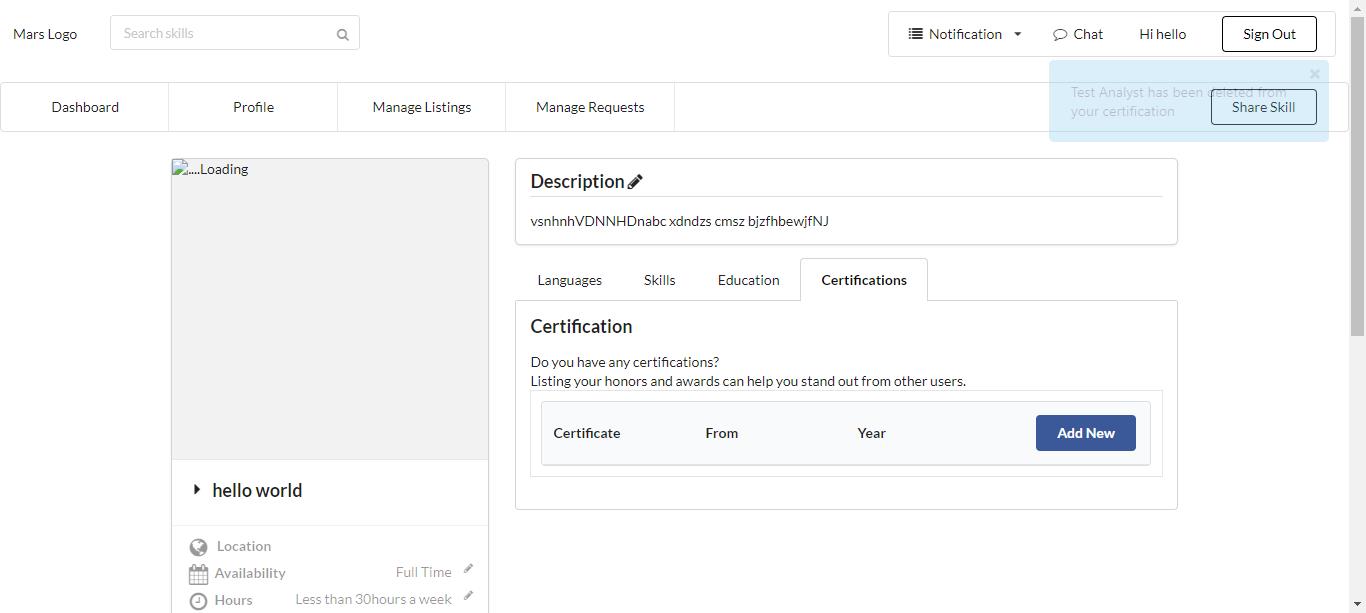 Mars Logo
Search skills
Notification
Chat
Hi hello
Sign Out
Test Analyst has been deleted from
your certification
Dashboard
Profile
Manage Listings
Manage Requests
Share Skill
....Loading
Description
vsnhnhVDNNHDnabc xdndzs cmsz bjzfhbewjfNJ
Languages
Skills
Education
Certifications
Certification
Do you have any certifications?
Listing your honors and awards can help you stand out from other users.
Certificate
From
Year
Add New
hello world
Location
Availability
Full Time
Hours
Less than 30hours a week